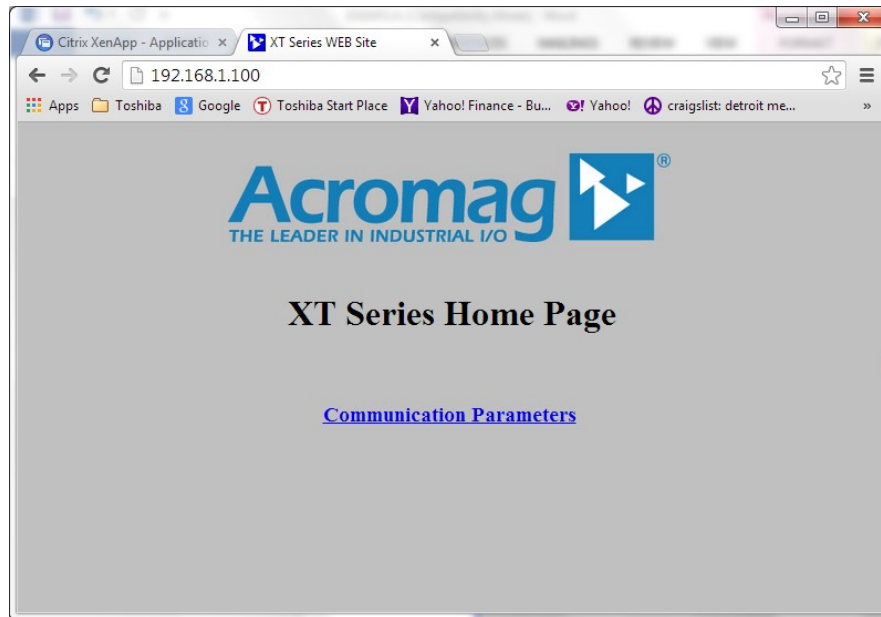 Citrix XenApp - Applicatio
XT Series WEB Site
192.168.1.100
Apps
Toshiba
Google
Toshiba Start Place
Yahoo! Finance - Bu...
Yahoo!
craigslist: detroit me...
»
Acromag®
THE LEADER IN INDUSTRIAL I/O
XT Series Home Page
Communication Parameters